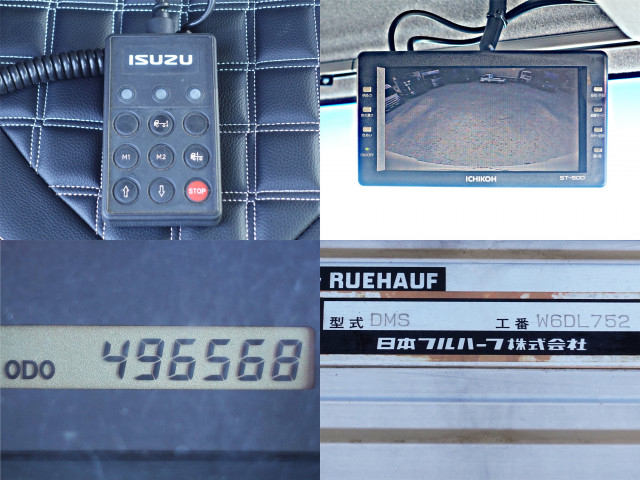 ISUZU
M1 M2
STOP
ICHIKOH
ST-500
ODO 496568
RUEHAUF
型式 DMS 工番 W6DL752
日本フルハーフ株式会社